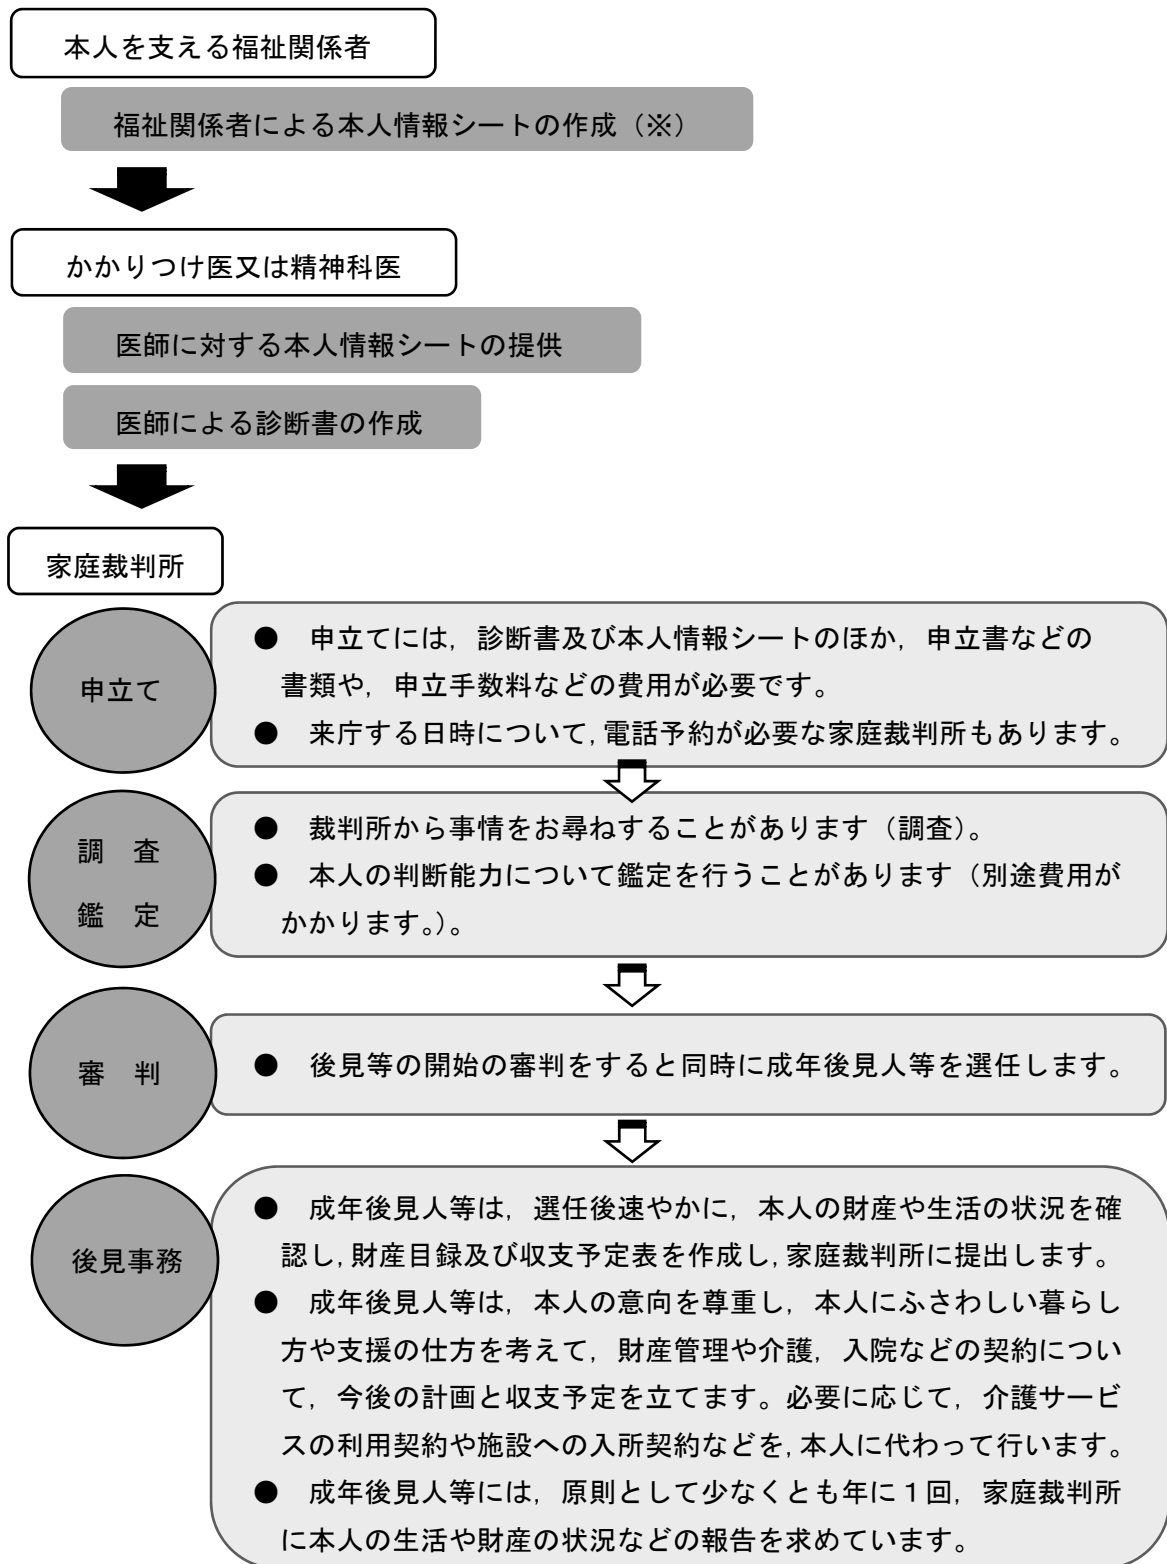 本人を支える福祉関係者
福祉関係者による本人情報シートの作成（※）
かかりつけ医又は精神科医
医師に対する本人情報シートの提供
医師による診断書の作成
家庭裁判所
申立て
● 申立てには，診断書及び本人情報シートのほか，申立書などの
書類や，申立手数料などの費用が必要です。
● 来庁する日時について，電話予約が必要な家庭裁判所もあります。
調 査
鑑 定
● 裁判所から事情をお尋ねすることがあります（調査）。
● 本人の判断能力について鑑定を行うことがあります（別途費用が
かかります。）。
審 判
● 後見等の開始の審判をすると同時に成年後見人等を選任します。
後見事務
● 成年後見人等は，選任後速やかに，本人の財産や生活の状況を確
認し，財産目録及び収支予定表を作成し，家庭裁判所に提出します。
● 成年後見人等は，本人の意向を尊重し，本人にふさわしい暮らし
方や支援の仕方を考えて，財産管理や介護，入院などの契約につい
て，今後の計画と収支予定を立てます。必要に応じて，介護サービ
スの利用契約や施設への入所契約などを，本人に代わって行います。
● 成年後見人等には，原則として少なくとも年に１回，家庭裁判所
に本人の生活や財産の状況などの報告を求めています。